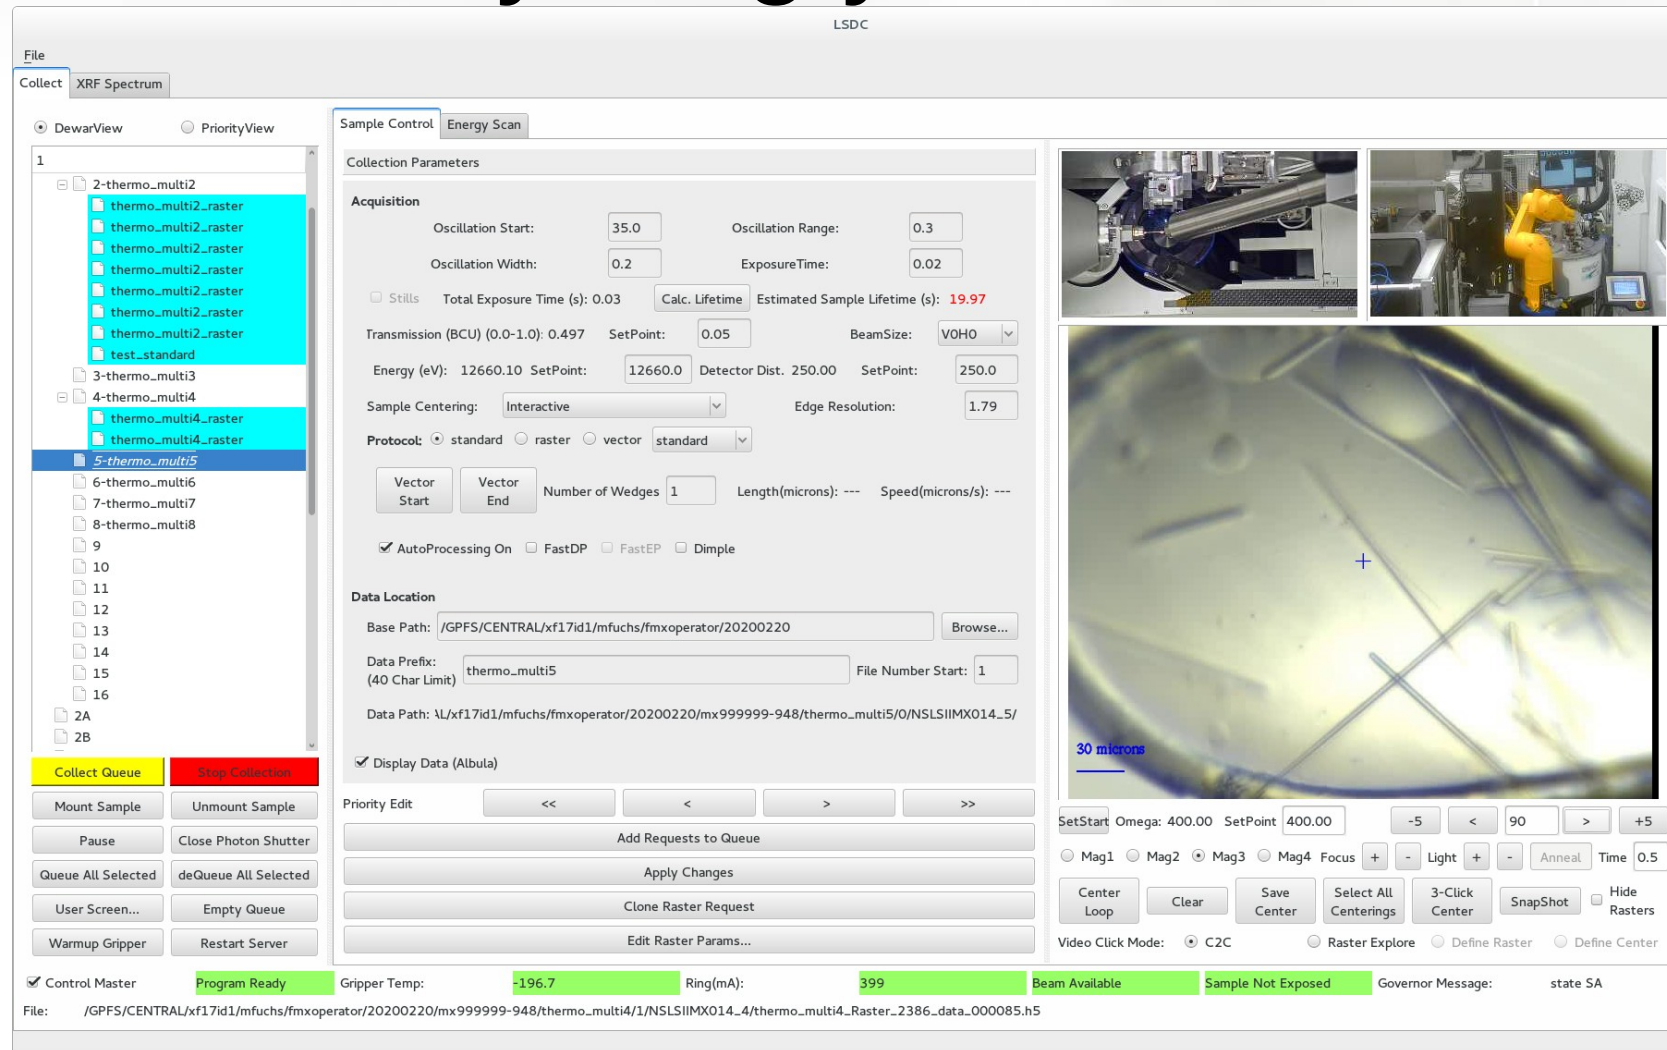 LSDC
File
Collect XRF Spectrum
DewarView PriorityView
1
2-thermo_multi2
thermo_multi2_raster
thermo_multi2_raster
thermo_multi2_raster
thermo_multi2_raster
thermo_multi2_raster
thermo_multi2_raster
thermo_multi2_raster
test_standard
3-thermo_multi3
4-thermo_multi4
thermo_multi4_raster
thermo_multi4_raster
5-thermo_multi5
6-thermo_multi6
7-thermo_multi7
8-thermo_multi8
9
10
11
12
13
14
15
16
2A
2B
Collect Queue Stop Collection
Mount Sample Unmount Sample
Pause Close Photon Shutter
Queue All Selected deQueue All Selected
User Screen... Empty Queue
Warmup Gripper Restart Server
Sample Control Energy Scan
Collection Parameters
Acquisition
Oscillation Start: 35.0 Oscillation Range: 0.3
Oscillation Width: 0.2 ExposureTime: 0.02
Stills Total Exposure Time (s): 0.03 Calc. Lifetime Estimated Sample Lifetime (s): 19.97
Transmission (BCU) (0.0-1.0): 0.497 SetPoint: 0.05 BeamSize: V0H0
Energy (eV): 12660.10 SetPoint: 12660.0 Detector Dist. 250.00 SetPoint: 250.0
Sample Centering: Interactive Edge Resolution: 1.79
Protocol: standard raster vector standard
Vector Start Vector End Number of Wedges 1 Length(microns): --- Speed(microns/s): ---
AutoProcessing On FastDP FastEP Dimple
Data Location
Base Path: /GPFS/CENTRAL/xf17id1/mfuchs/fmxoperator/20200220 Browse...
Data Prefix:
(40 Char Limit) thermo_multi5 File Number Start: 1
Data Path: \L/xf17id1/mfuchs/fmxoperator/20200220/mx999999-948/thermo_multi5/0/NSLSIIMX014_5/
Display Data (Albula)
Priority Edit << < > >>
Add Requests to Queue
Apply Changes
Clone Raster Request
Edit Raster Params...
30 microns
SetStart Omega: 400.00 SetPoint 400.00 -5 < 90 > +5
Mag1 Mag2 Mag3 Mag4 Focus + - Light + - Anneal Time 0.5
Center Loop Clear Save Center Select All Centerings 3-Click Center SnapShot Hide Rasters
Video Click Mode: C2C Raster Explore Define Raster Define Center
Control Master Program Ready Gripper Temp: -196.7 Ring(mA): 399 Beam Available Sample Not Exposed Governor Message: state SA
File: /GPFS/CENTRAL/xf17id1/mfuchs/fmxoperator/20200220/mx999999-948/thermo_multi4/1/NSLSIIMX014_4/thermo_multi4_Raster_2386_data_000085.h5